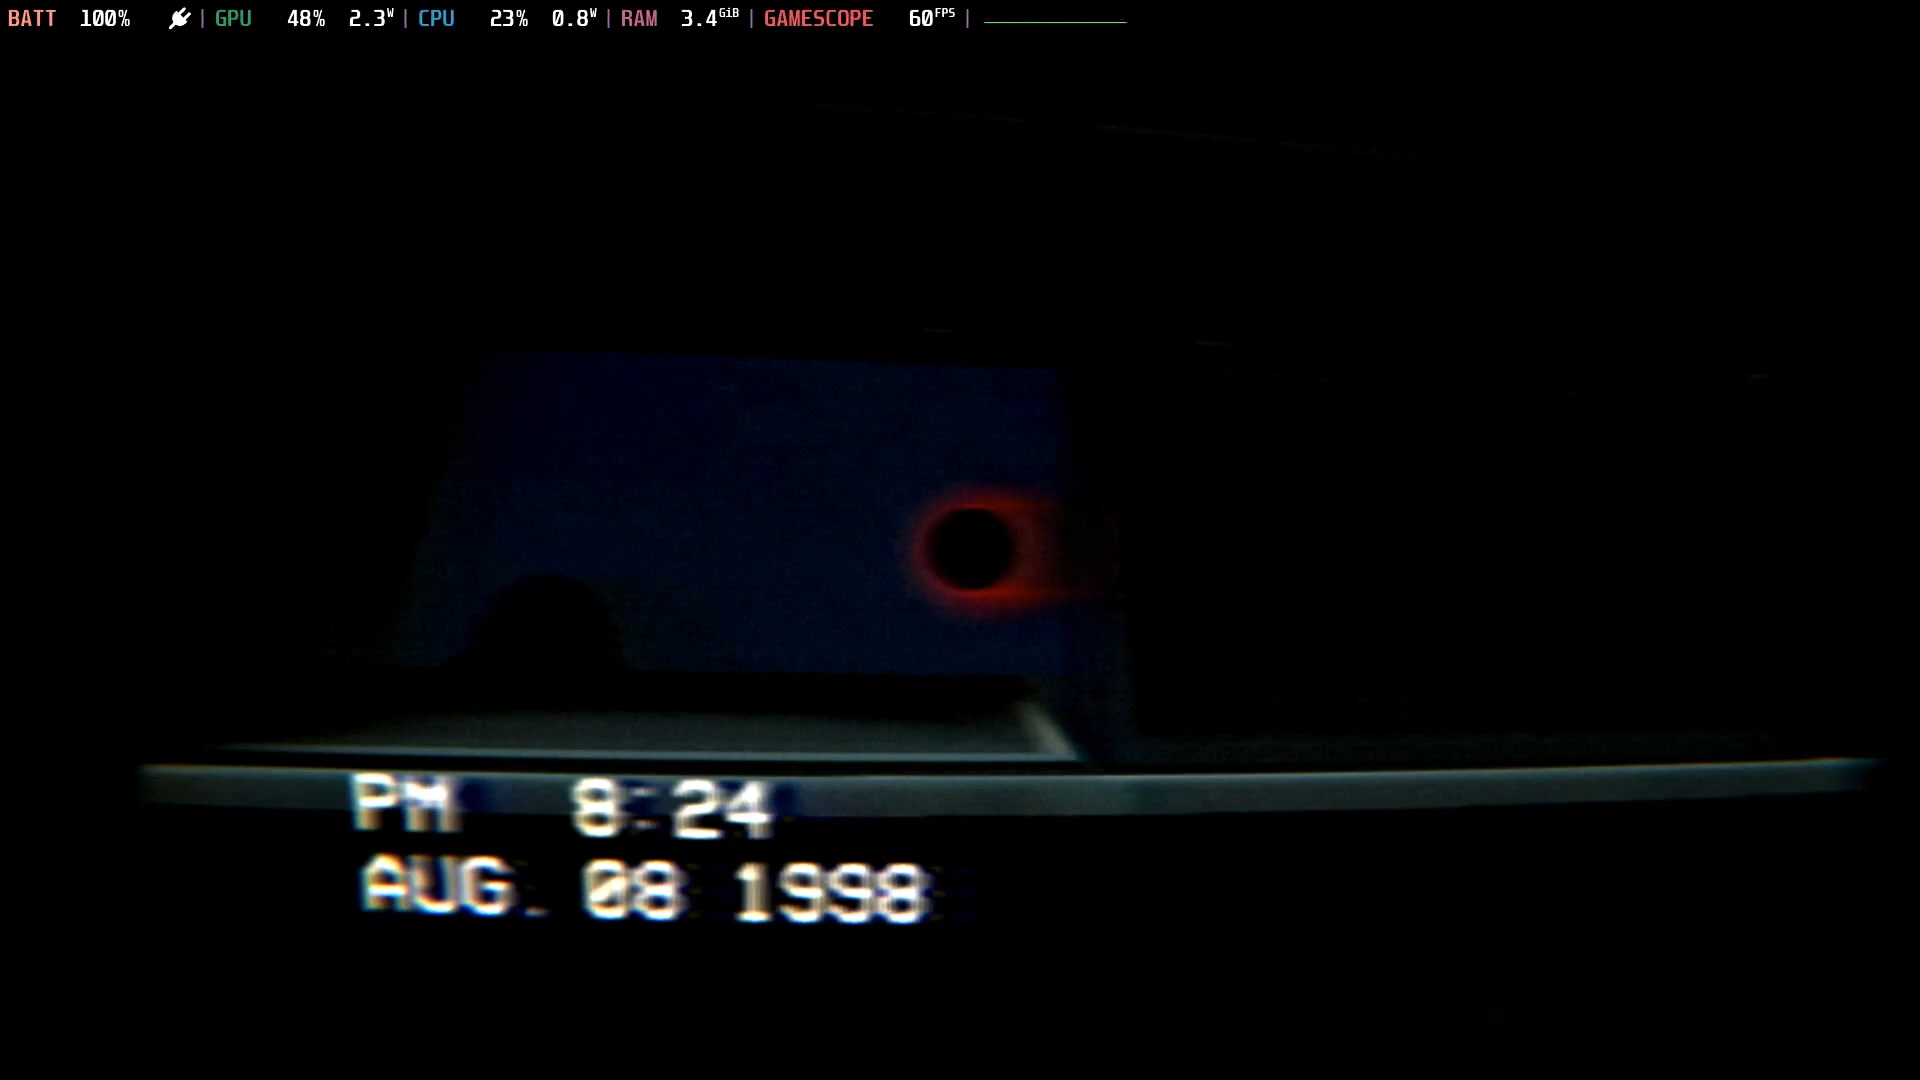 BATT 100% | GPU 48% 2.3W | CPU 23% 0.8W | RAM 3.4GiB | GAMESCOPE 60FPS |
PM 8:24
AUG. 08 1998